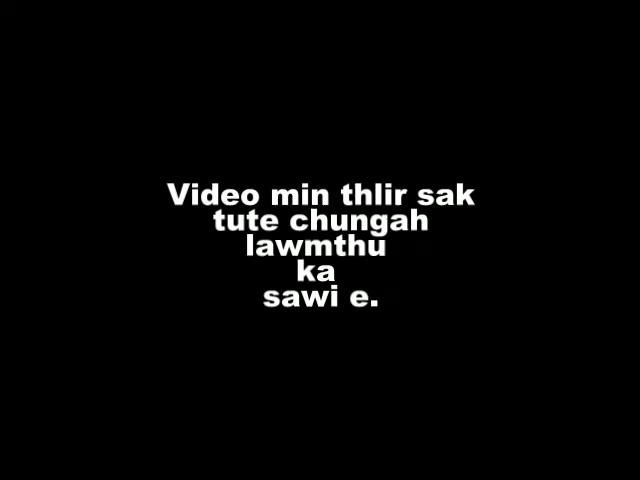 Video min thlir sak
tute chungah
lawmthu
ka
sawi e.